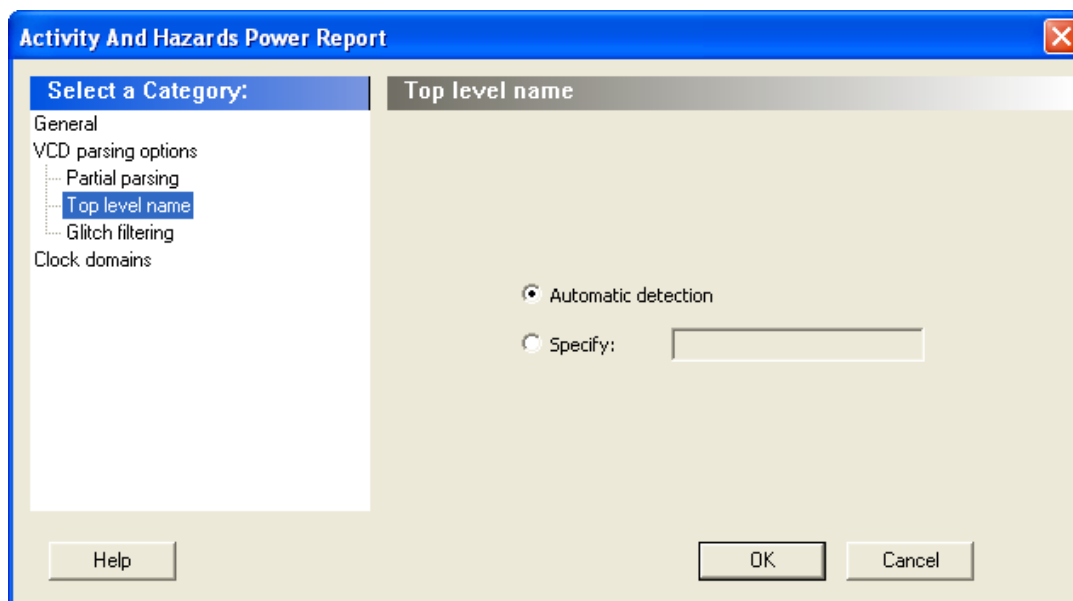 Activity And Hazards Power Report
Select a Category:
General
VCD parsing options
Partial parsing
Top level name
Glitch filtering
Clock domains
Top level name
Automatic detection
Specify:
Help
OK
Cancel